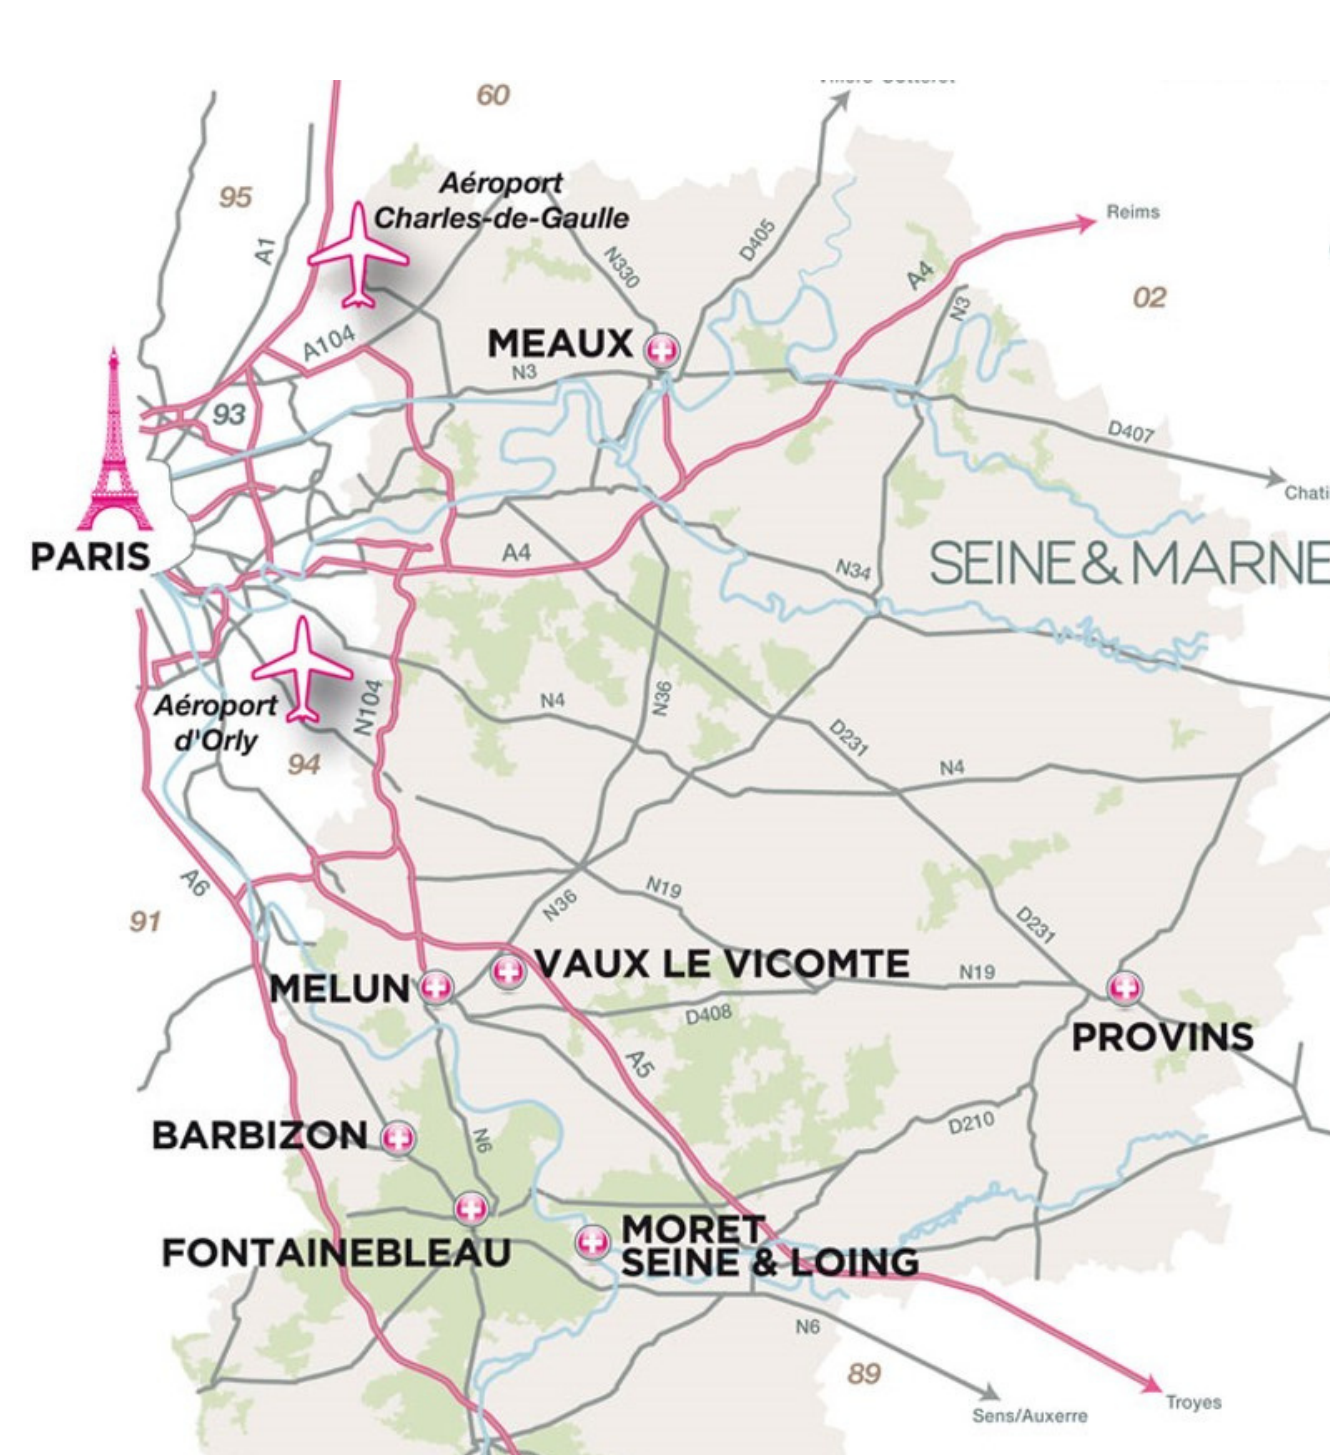 60
95
Aéroport
Charles-de-Gaulle
A1
N330
D405
Reims
A4
02
N3
A104
MEAUX
N3
93
D407
Chati
PARIS
A4
N34
SEINE & MARNE
Aéroport
d'Orly
N104
94
N4
N36
D231
N4
A6
91
N36
N19
D231
MELUN
VAUX LE VICOMTE
N19
D408
PROVINS
A5
BARBIZON
N6
D210
FONTAINEBLEAU
MORET
SEINE & LOING
N6
89
Sens/Auxerre
Troyes